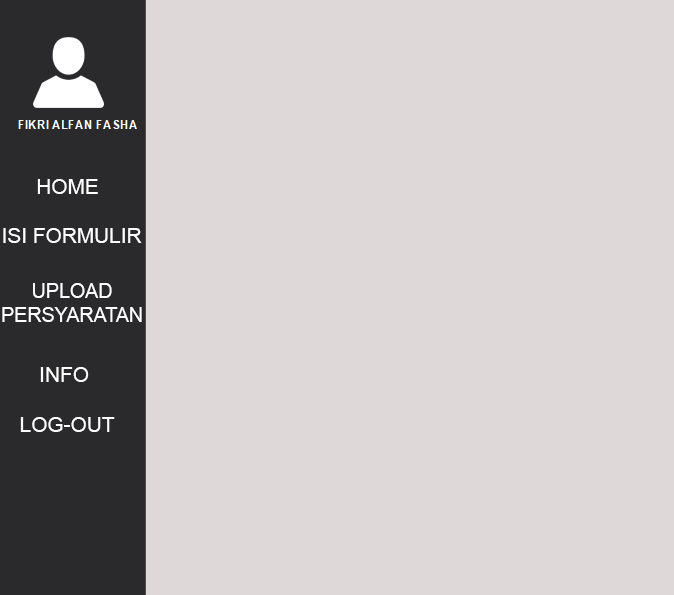 FIKRI ALFAN FASHA
HOME
ISI FORMULIR
UPLOAD
PERSYARATAN
INFO
LOG-OUT